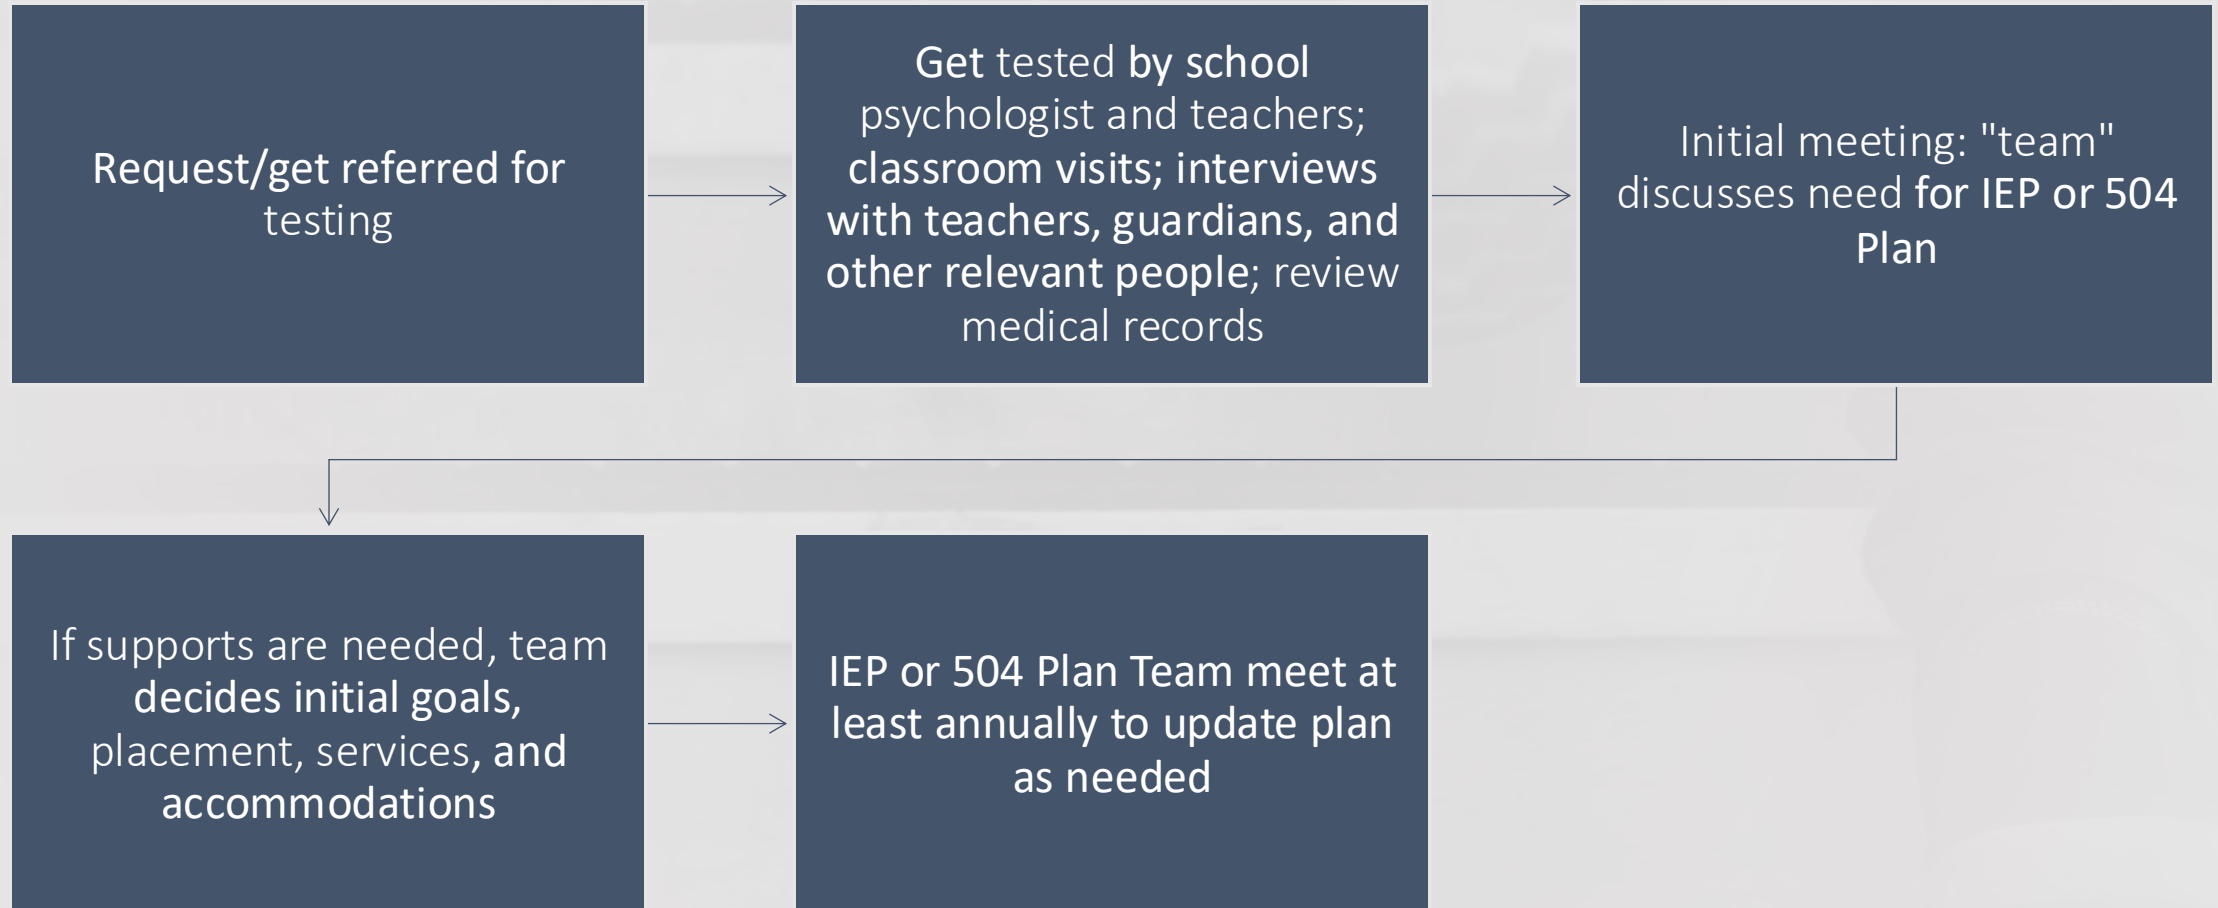 Request/get referred for
testing
Get tested by school
psychologist and teachers;
classroom visits; interviews
with teachers, guardians, and
other relevant people; review
medical records
Initial meeting: "team"
discusses need for IEP or 504
Plan
If supports are needed, team
decides initial goals,
placement, services, and
accommodations
IEP or 504 Plan Team meet at
least annually to update plan
as needed